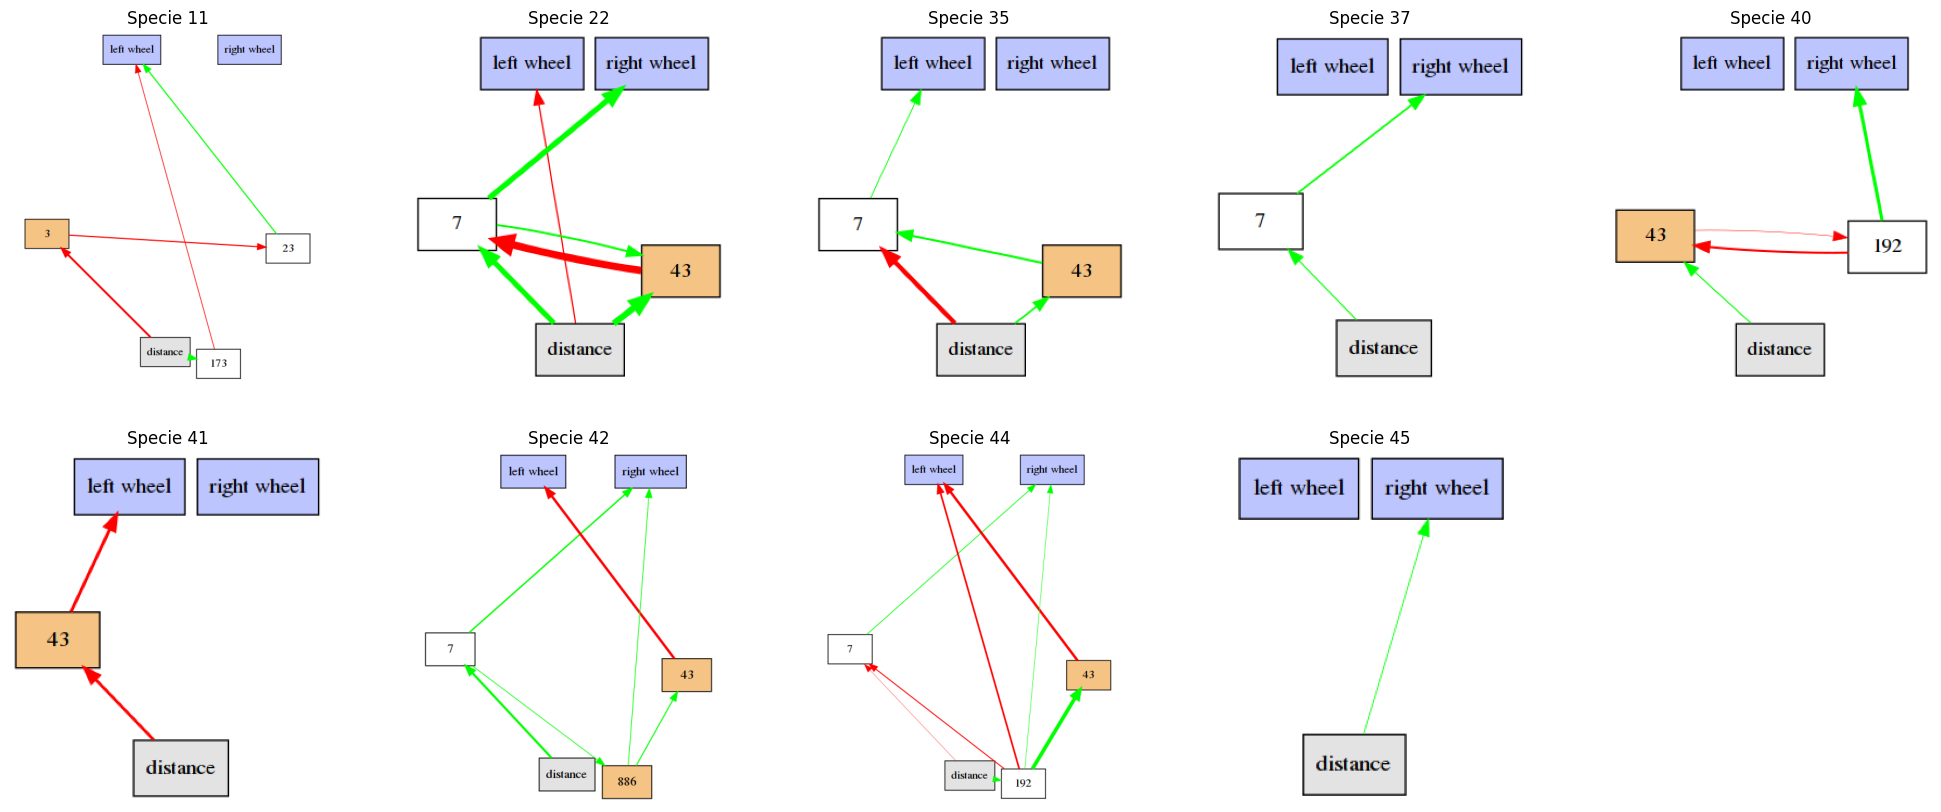 Specie 11
left wheel
right wheel
3
23
distance
173
Specie 22
left wheel
right wheel
7
43
distance
Specie 35
left wheel
right wheel
7
43
distance
Specie 37
left wheel
right wheel
7
distance
Specie 40
left wheel
right wheel
43
192
distance
Specie 41
left wheel
right wheel
43
distance
Specie 42
left wheel
right wheel
7
43
distance
886
Specie 44
left wheel
right wheel
7
43
distance
192
Specie 45
left wheel
right wheel
distance